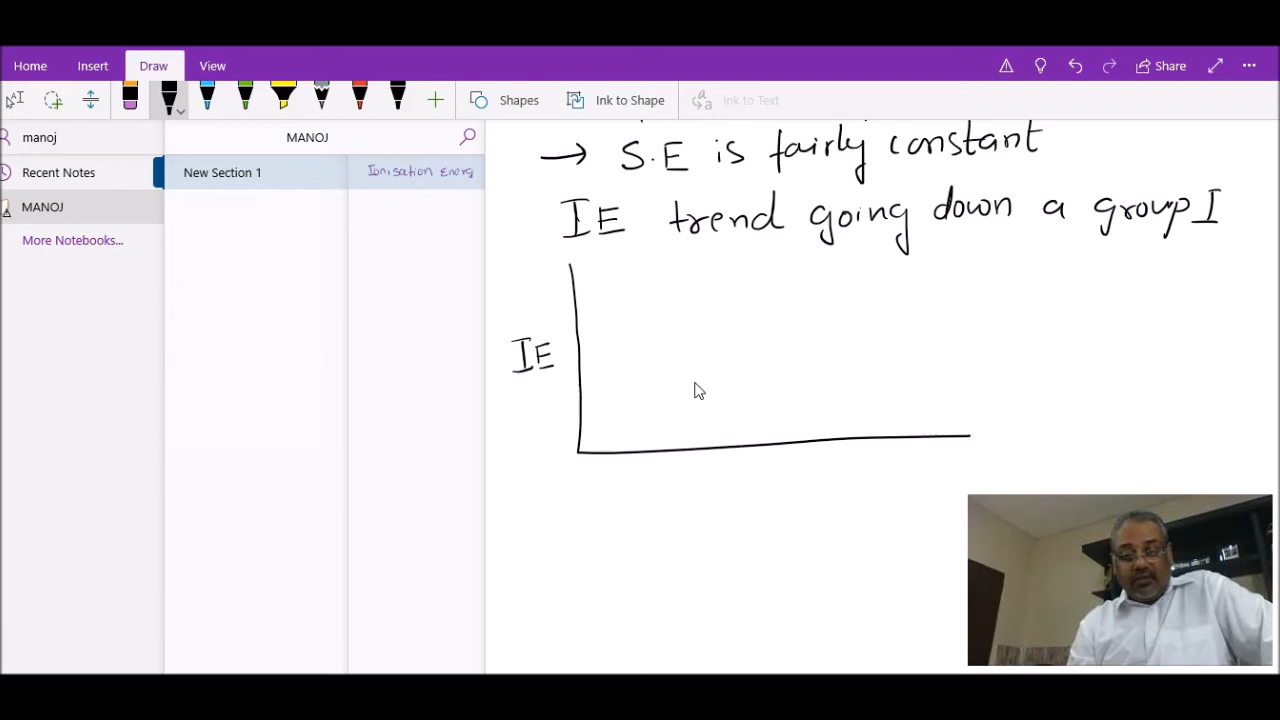 Home Insert Draw View Share
Shapes Ink to Shape Ink to Text
manoj MANOJ
Recent Notes New Section 1 Ionisation Energ
MANOJ
More Notebooks...
→ S.E is fairly constant
IE trend going down a group I
IE